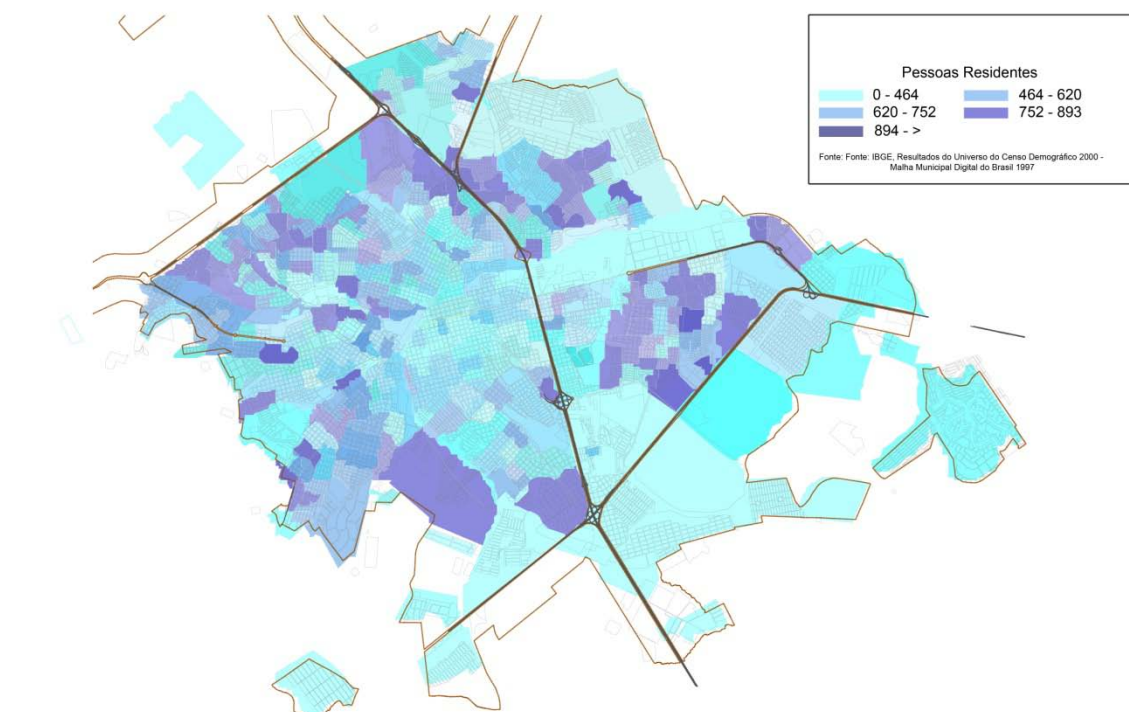 Pessoas Residentes
0 - 464 464 - 620
620 - 752 752 - 893
894 - >
Fonte: Fonte: IBGE, Resultados do Universo do Censo Demográfico 2000 -
Malha Municipal Digital do Brasil 1997